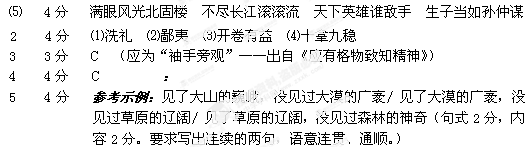 (5) 4分 满眼风光北固楼 不尽长江滚滚流 天下英雄谁敌手 生子当如孙仲谋
2 4分 (1)洗礼 (2)鄙夷 (3)开卷有益 (4)十拿九稳
3 3分 C (应为“袖手旁观”——出自《应有格物致知精神》)
4 4分 C :
5 4分 参考示例:见了大山的巍峨,没见过大漠的广袤/ 见了大漠的广袤,没
见过草原的辽阔/ 见了草原的辽阔,没见过森林的神奇(句式 2 分,内
容 2 分。要求写出连续的两句,语意连贯、通顺。)